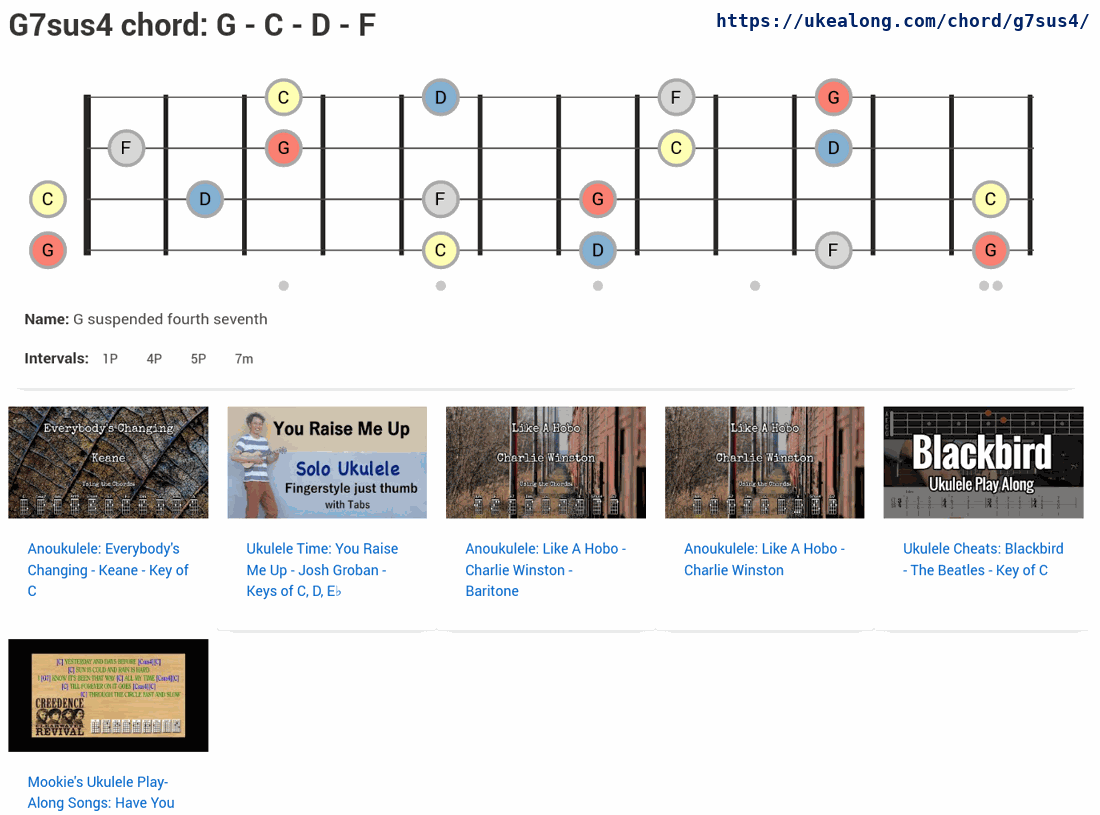 G7sus4 chord: G - C - D - F
https://ukealong.com/chord/g7sus4/
C D F G
F G C D
C D F G C
G C D F G
Name: G suspended fourth seventh
Intervals: 1P 4P 5P 7m
Everybody's Changing
Keane
Using the Chords:
You Raise Me Up
Solo Ukulele
Fingerstyle just thumb
with Tabs
Like A Hobo
Charlie Winston
Using the Chords:
Like A Hobo
Charlie Winston
Using the Chords:
Blackbird
Ukulele Play Along
Anoukulele: Everybody's
Changing - Keane - Key of
C
Ukulele Time: You Raise
Me Up - Josh Groban -
Keys of C, D, E♭
Anoukulele: Like A Hobo -
Charlie Winston -
Baritone
Anoukulele: Like A Hobo -
Charlie Winston
Ukulele Cheats: Blackbird
- The Beatles - Key of C
[C] YESTERDAY AND DAYS BEFORE [Csus4][C]
[C] SUN IS COLD AND RAIN IS HARD
I [G7] KNOW IT'S BEEN THAT WAY [C] ALL MY TIME [Csus4][C]
[C] TILL FOREVER ON IT GOES [Csus4][C]
[C] THROUGH THE CIRCLE FAST AND SLOW
CREEDENCE
CLEARWATER
REVIVAL
Mookie's Ukulele Play-
Along Songs: Have You